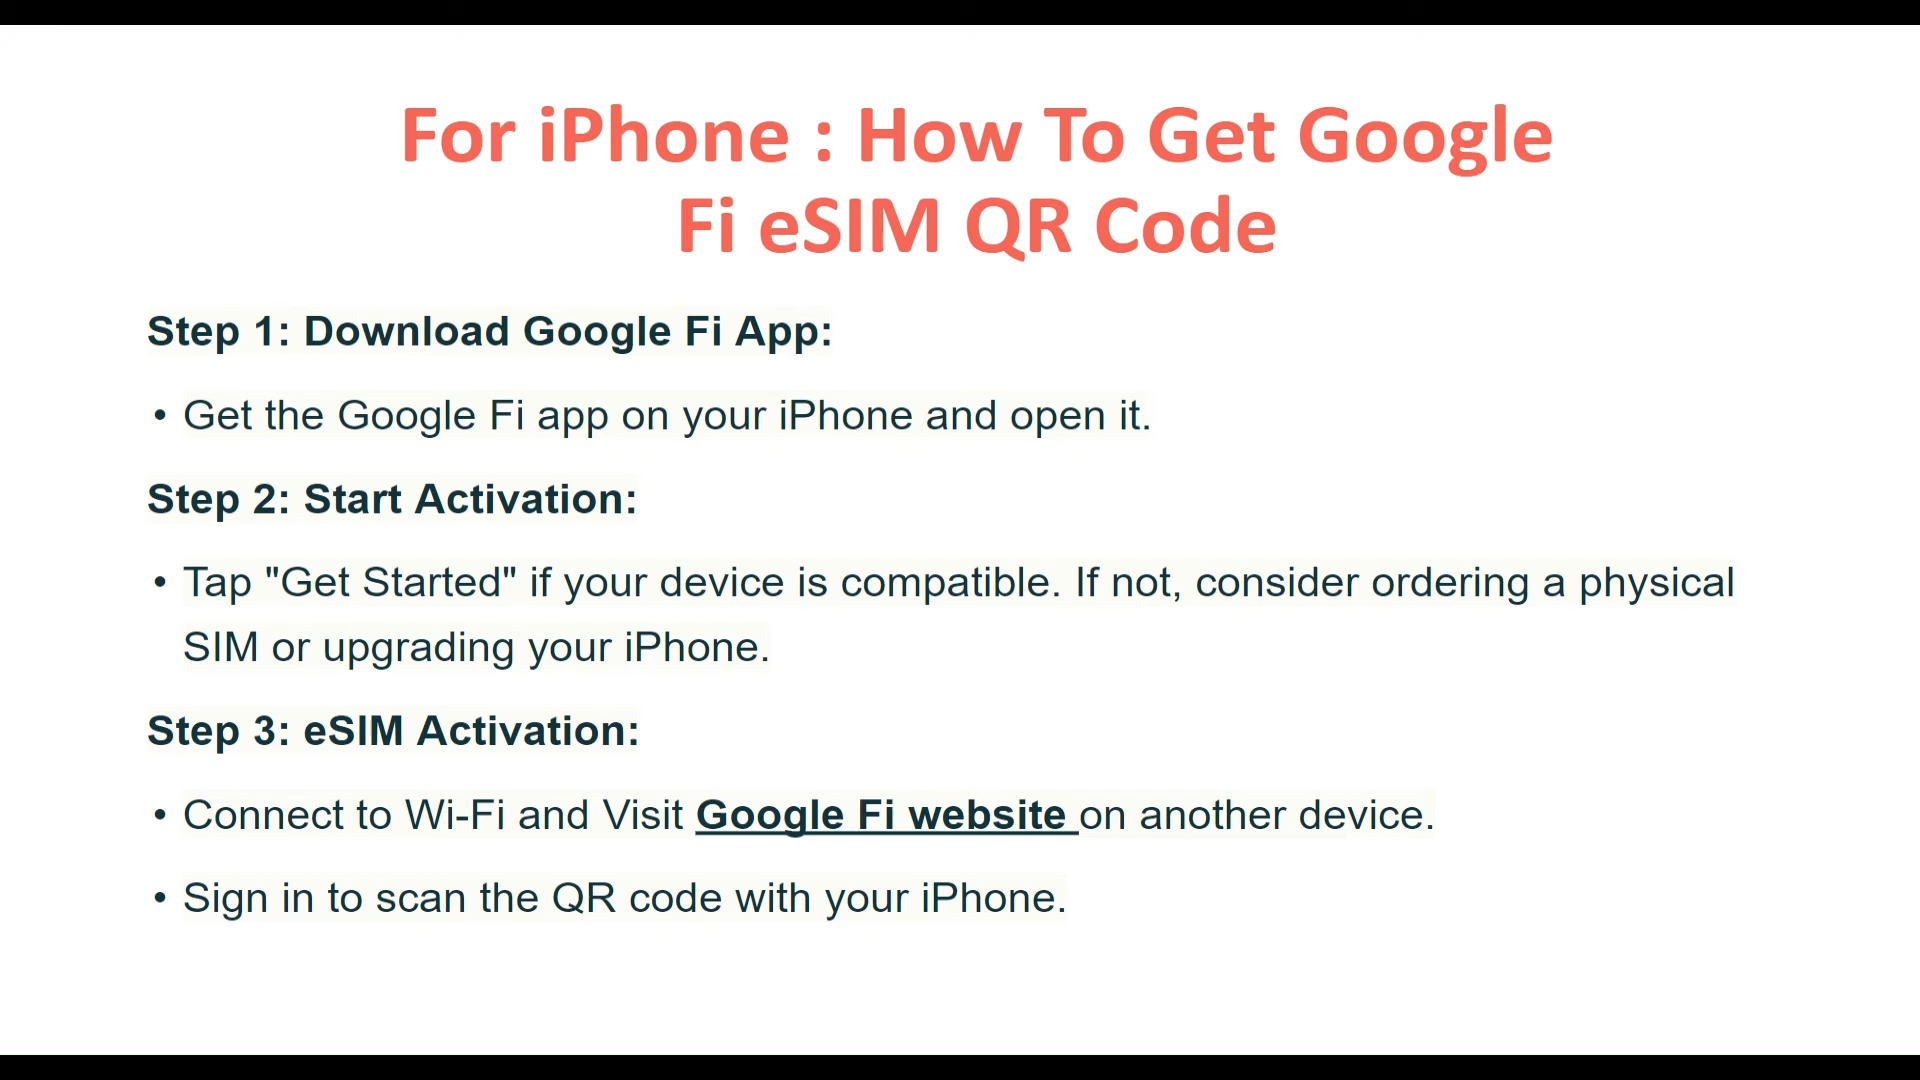 For iPhone : How To Get Google
Fi eSIM QR Code
Step 1: Download Google Fi App:
• Get the Google Fi app on your iPhone and open it.
Step 2: Start Activation:
• Tap "Get Started" if your device is compatible. If not, consider ordering a physical
SIM or upgrading your iPhone.
Step 3: eSIM Activation:
• Connect to Wi-Fi and Visit Google Fi website on another device.
• Sign in to scan the QR code with your iPhone.